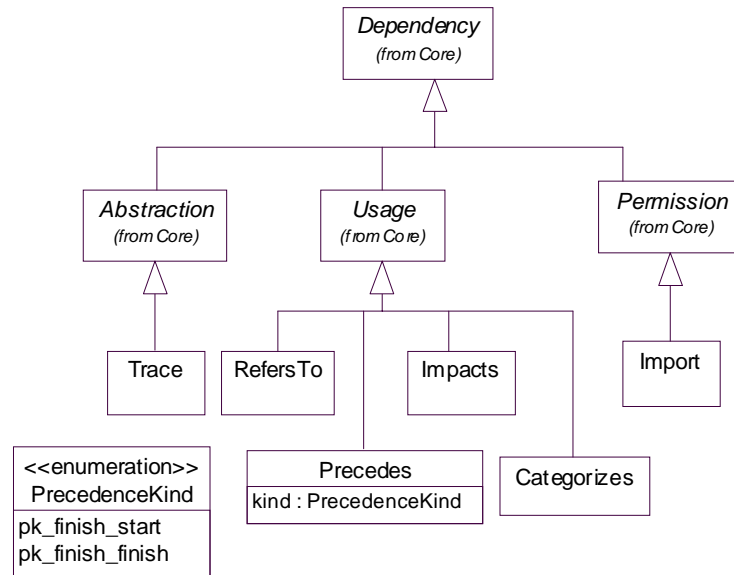 Dependency
(from Core)
Abstraction
(from Core)
Usage
(from Core)
Permission
(from Core)
Trace
RefersTo
Impacts
Import
<<enumeration>>
PrecedenceKind
pk_finish_start
pk_finish_finish
Precedes
kind : PrecedenceKind
Categorizes